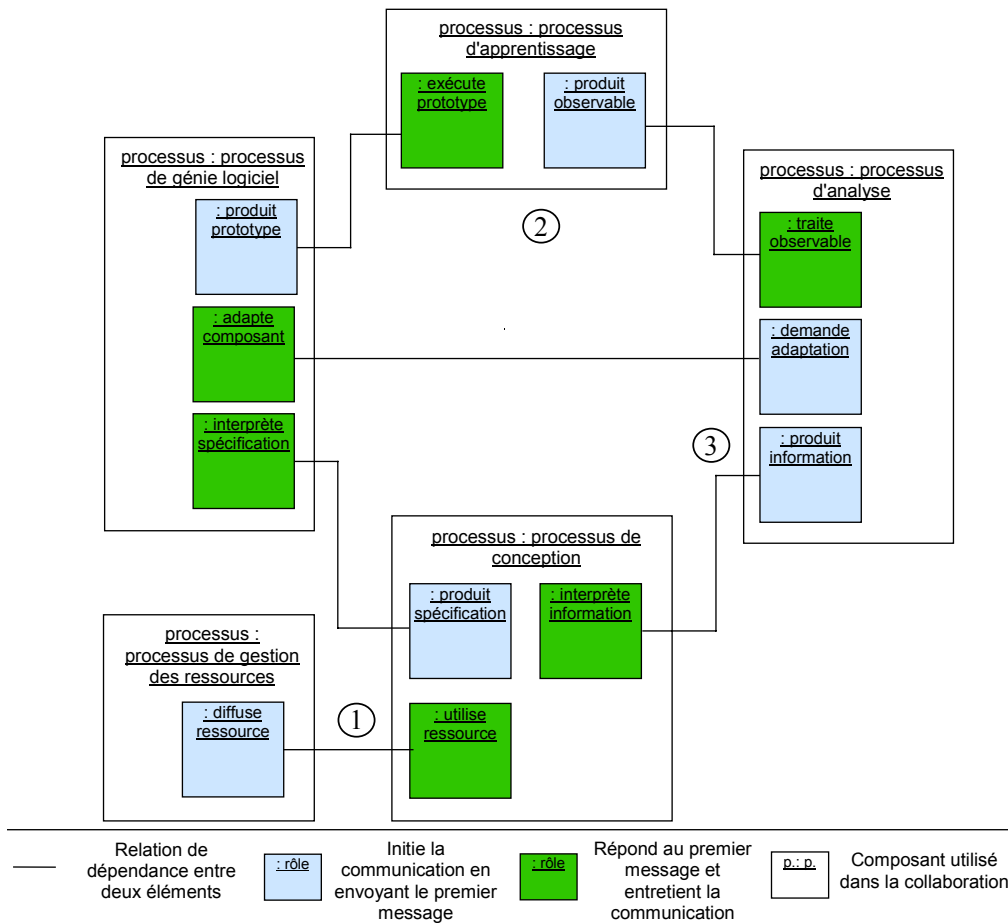 processus : processus
d'apprentissage
: exécute
prototype
: produit
observable
processus : processus
de génie logiciel
: produit
prototype
: adapte
composant
: interprète
spécification
processus : processus
d'analyse
: traite
observable
: demande
adaptation
: produit
information
2
3
processus : processus de
conception
: produit
spécification
: interprète
information
: utilise
ressource
processus :
processus de gestion
des ressources
: diffuse
ressource
1
Relation de
dépendance entre
deux éléments
: rôle
Initie la
communication en
envoyant le premier
message
: rôle
Répond au premier
message et
entretient la
communication
p.: p.
Composant utilisé
dans la collaboration